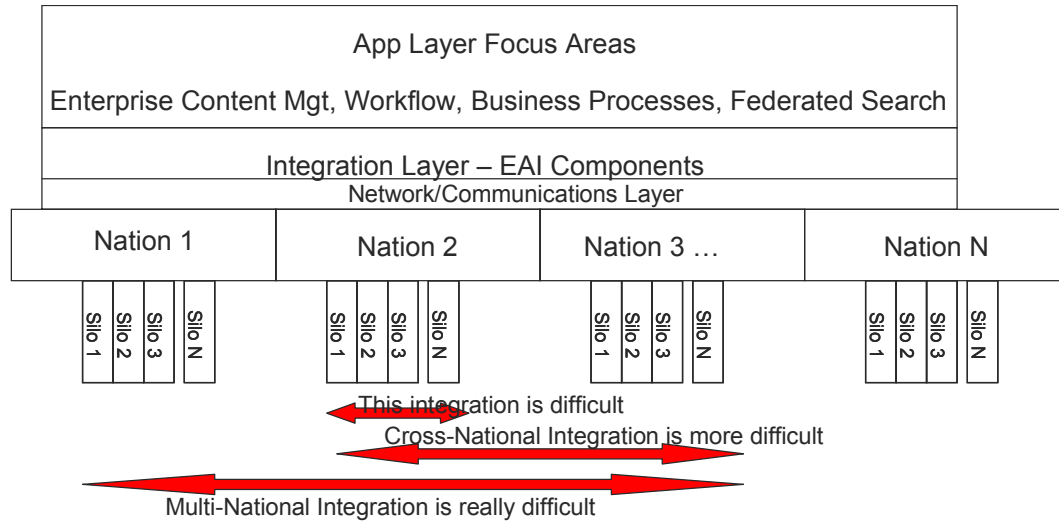 App Layer Focus Areas
Enterprise Content Mgt, Workflow, Business Processes, Federated Search
Integration Layer – EAI Components
Network/Communications Layer
Nation 1
Nation 2
Nation 3 …
Nation N
Silo 1
Silo 2
Silo 3
Silo N
Silo 1
Silo 2
Silo 3
Silo N
Silo 1
Silo 2
Silo 3
Silo N
Silo 1
Silo 2
Silo 3
Silo N
This integration is difficult
Cross-National Integration is more difficult
Multi-National Integration is really difficult